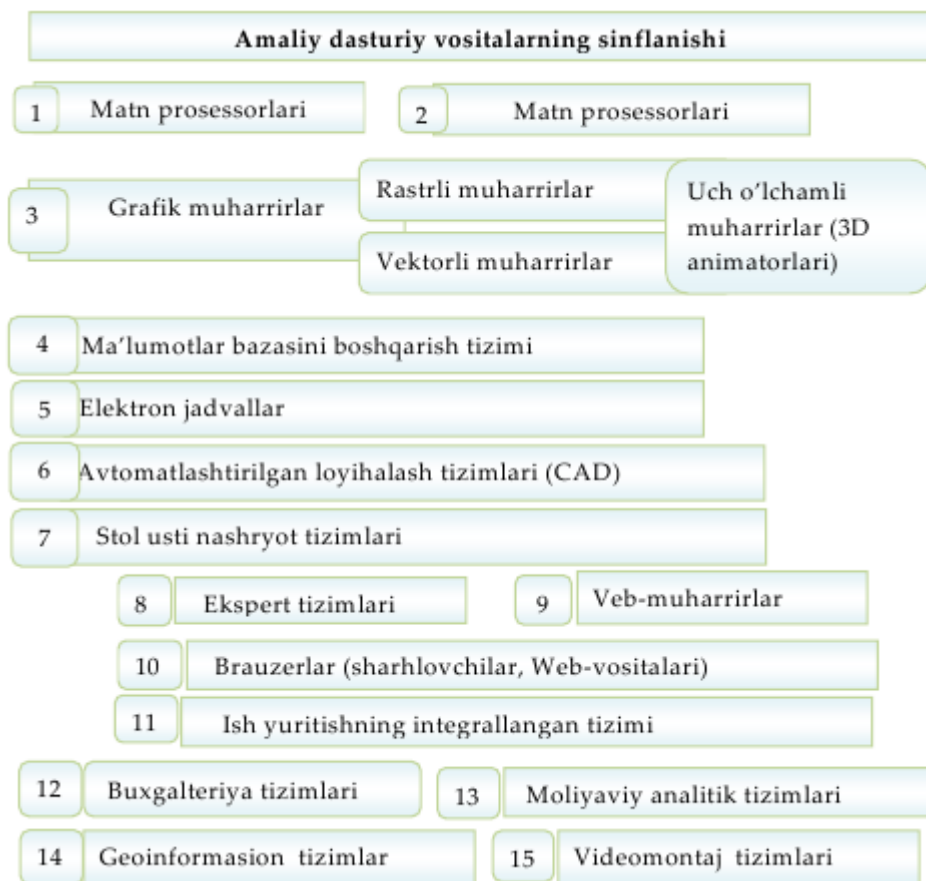 Amaliy dasturiy vositalarning sinflanishi
1 Matn prosessorlari
2 Matn prosessorlari
3 Grafik muharrirlar
Rastrli muharrirlar
Vektorli muharrirlar
Uch o'lchamli
muharrirlar (3D
animatorlari)
4 Ma'lumotlar bazasini boshqarish tizimi
5 Elektron jadvallar
6 Avtomatlashtirilgan loyihalash tizimlari (CAD)
7 Stol usti nashryot tizimlari
8 Ekspert tizimlari
9 Veb-muharrirlar
10 Brauzerlar (sharhlovchilar, Web-vositalari)
11 Ish yuritishning integrallangan tizimi
12 Buxgalteriya tizimlari
13 Moliyaviy analitik tizimlari
14 Geoinformasion tizimlar
15 Videomontaj tizimlari